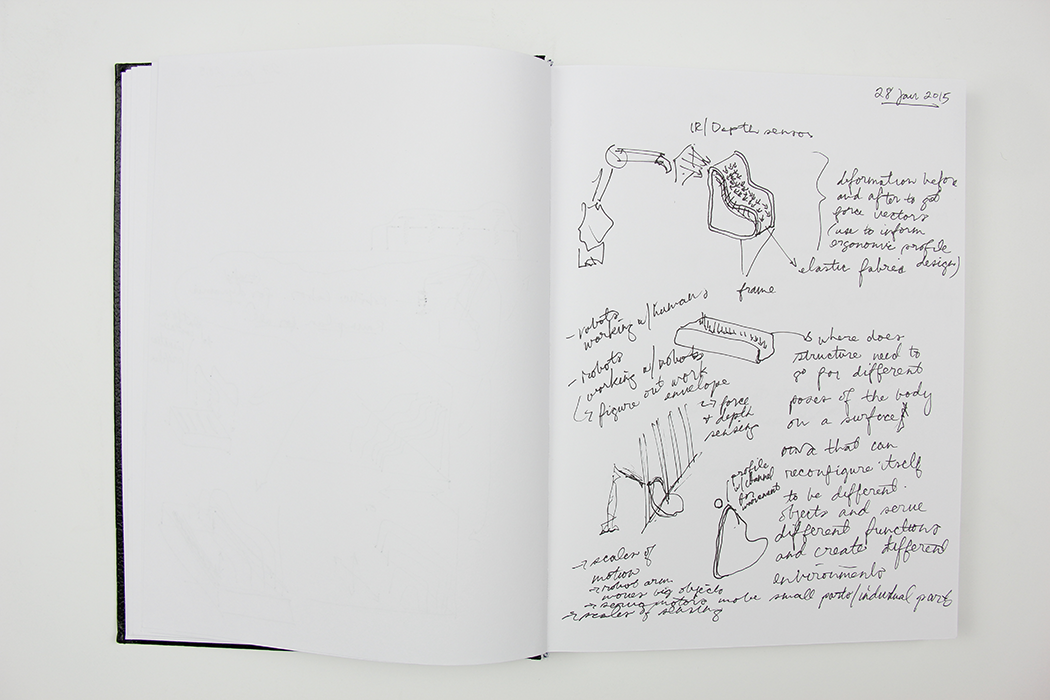 28 Jan 2015
IR/Depth sensor
deformation before
and after to get
force vectors
(use to inform
ergonomic profile
design)
elastic fabric
frame
- robots
working w/humans
- robots
working w/robots
↳ figure out work
envelope
→ force
+ depth
sensing
→ where does
structure need to
go for different
poses of the body
on a surface
that can
reconfigure itself
to be different
objects and serve
different functions
and create different
environments
profile
w/channel
for
movement
→ scales of
motion
→ robot arm
moves big objects
→ motors move small parts/individual part
→ scales of sensing